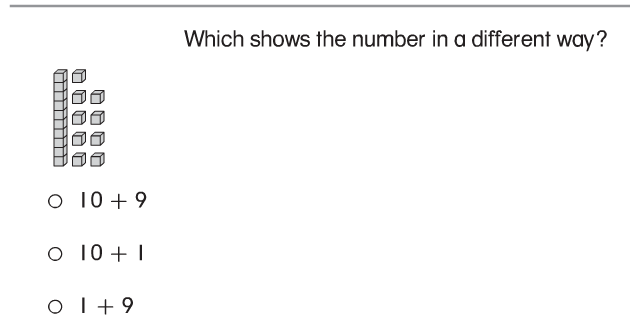 Which shows the number in a different way?
10 + 9
10 + 1
1 + 9